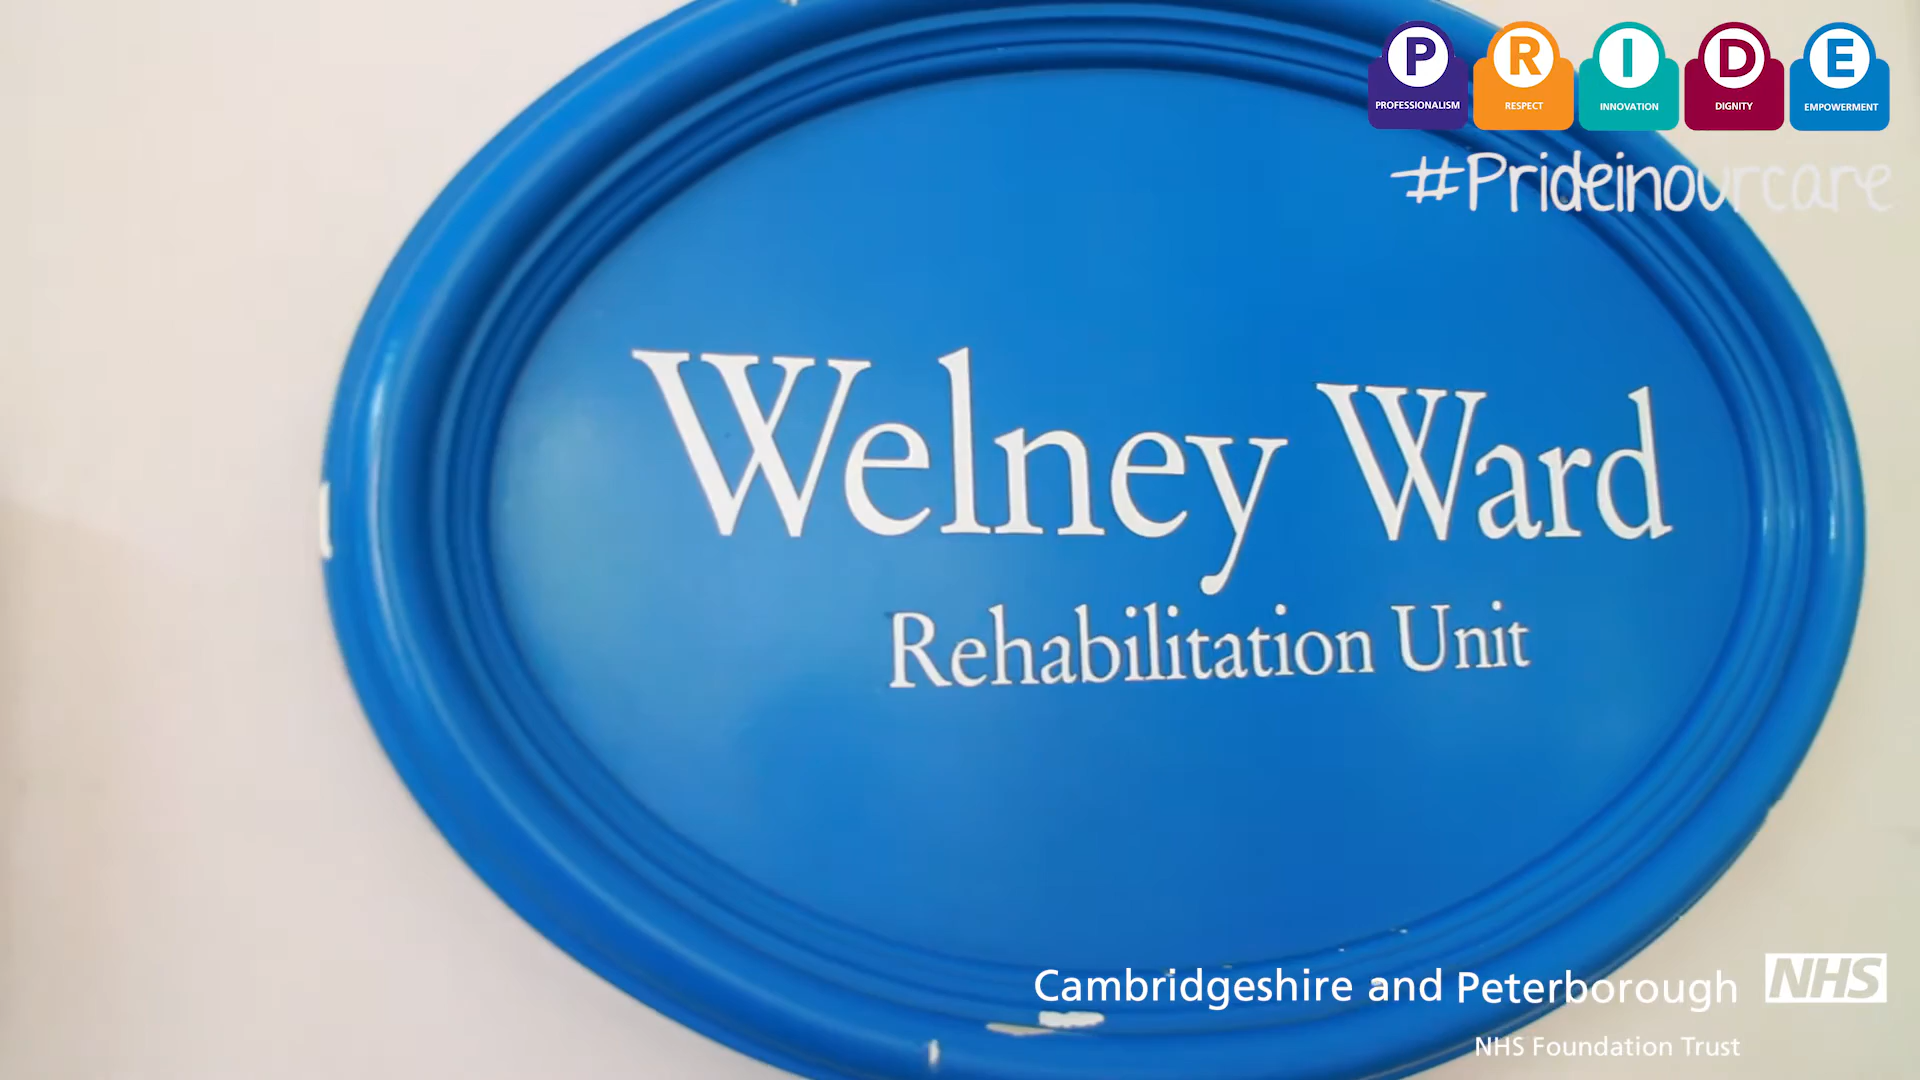 P R I D E
PROFESSIONALISM RESPECT INNOVATION DIGNITY EMPOWERMENT
#Prideinourcare
Welney Ward
Rehabilitation Unit
Cambridgeshire and Peterborough NHS
NHS Foundation Trust